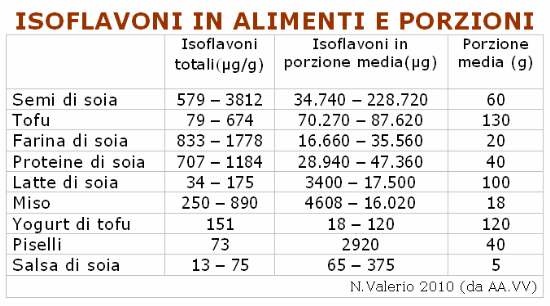 ISOFLAVONI IN ALIMENTI E PORZIONI
Isoflavoni totali(µg/g) Isoflavoni in porzione media(µg) Porzione media (g)
Semi di soia 579 – 3812 34.740 – 228.720 60
Tofu 79 – 674 70.270 – 87.620 130
Farina di soia 833 – 1778 16.660 – 35.560 20
Proteine di soia 707 – 1184 28.940 – 47.360 40
Latte di soia 34 – 175 3400 – 17.500 100
Miso 250 – 890 4608 – 16.020 18
Yogurt di tofu 151 18 – 120 120
Piselli 73 2920 40
Salsa di soia 13 – 75 65 – 375 5
N.Valerio 2010 (da AA.VV)